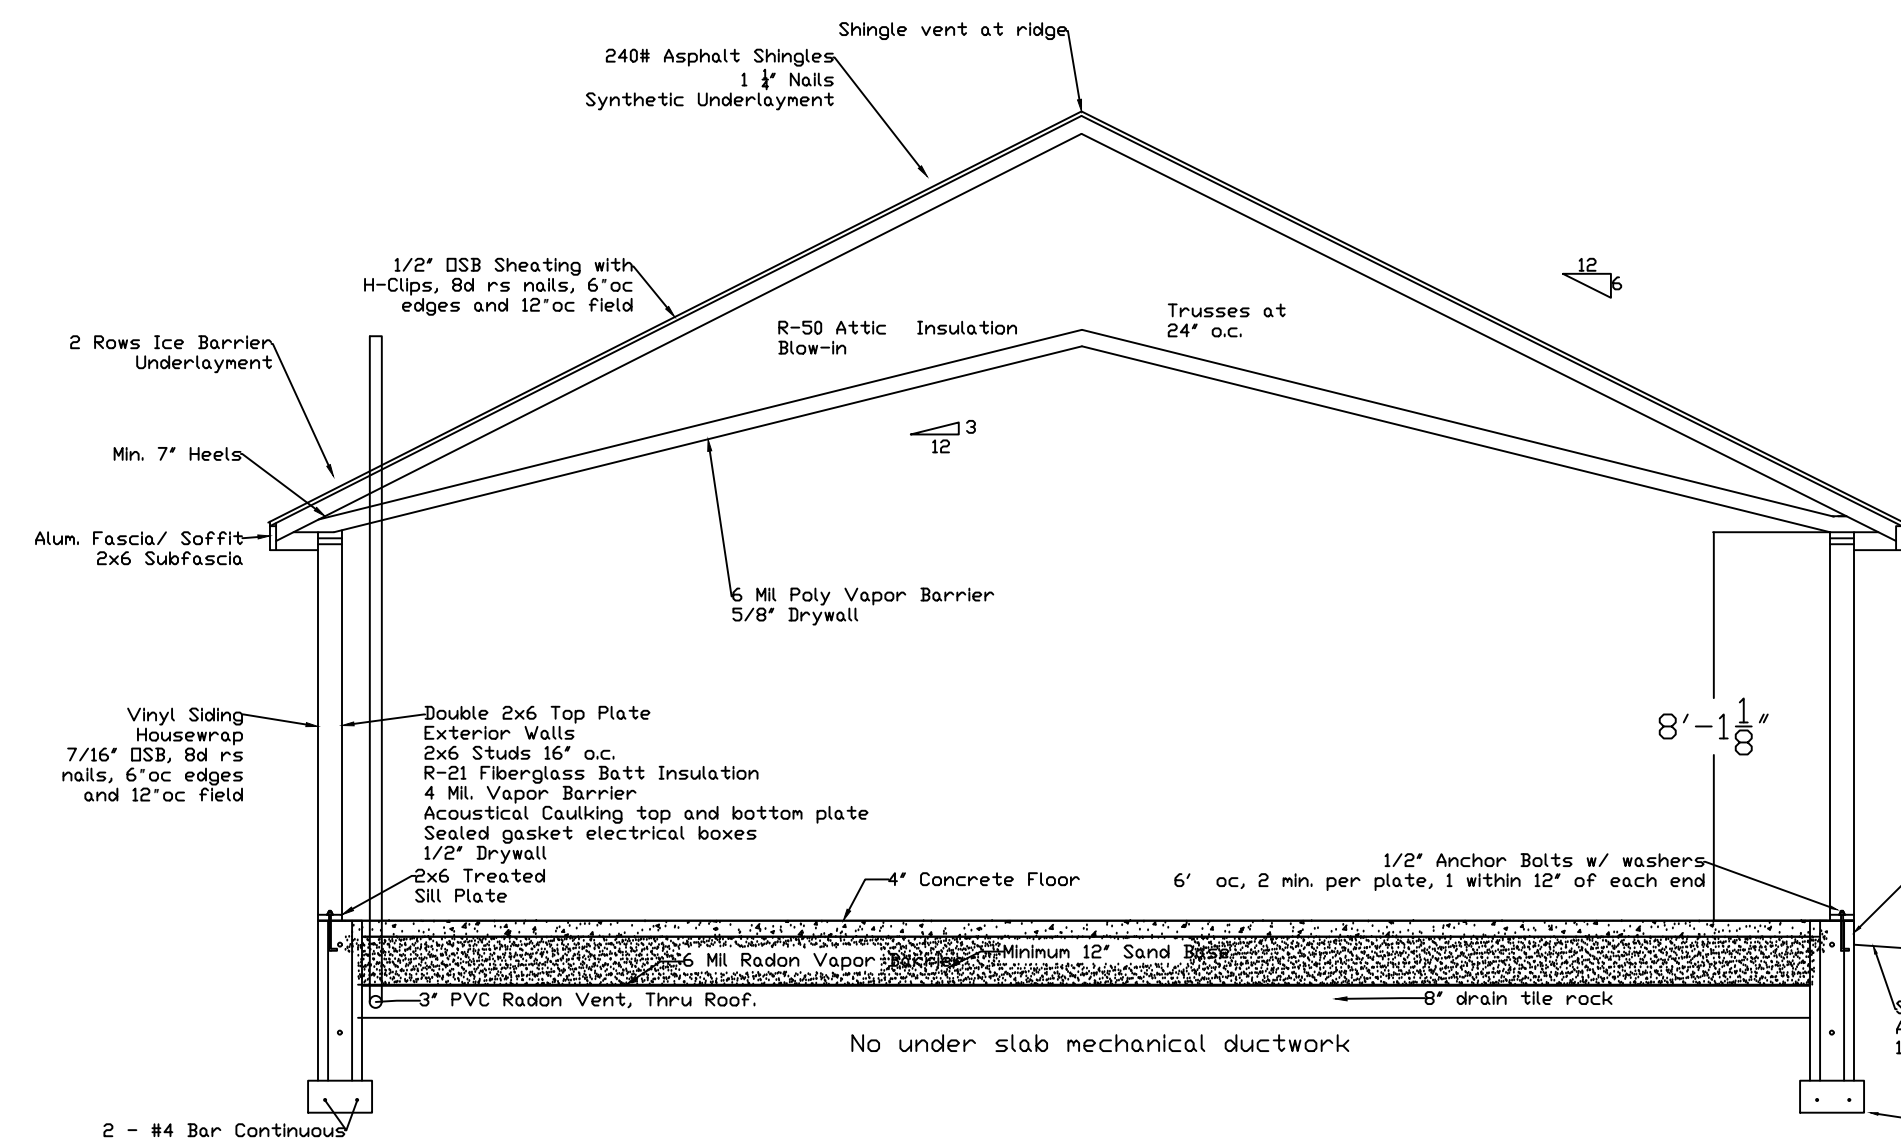 Shingle vent at ridge
240# Asphalt Shingles
1 1/4" Nails
Synthetic Underlayment
1/2" OSB Sheating with
H-Clips, 8d rs nails, 6"oc
edges and 12"oc field
12
6
Trusses at
24" o.c.
R-50 Attic Insulation
Blow-in
2 Rows Ice Barrier
Underlayment
3
12
Min. 7" Heels
Alum. Fascia/ Soffit
2x6 Subfascia
6 Mil Poly Vapor Barrier
5/8" Drywall
Vinyl Siding
Housewrap
7/16" OSB, 8d rs
nails, 6"oc edges
and 12"oc field
Double 2x6 Top Plate
Exterior Walls
2x6 Studs 16" o.c.
R-21 Fiberglass Batt Insulation
4 Mil. Vapor Barrier
Acoustical Caulking top and bottom plate
Sealed gasket electrical boxes
1/2" Drywall
2x6 Treated
Sill Plate
8'-1 1/8"
1/2" Anchor Bolts w/ washers
6' oc, 2 min. per plate, 1 within 12" of each end
4" Concrete Floor
6 Mil Radon Vapor Barrier
Minimum 12" Sand Base
3" PVC Radon Vent, Thru Roof.
8" drain tile rock
No under slab mechanical ductwork
2 - #4 Bar Continuous